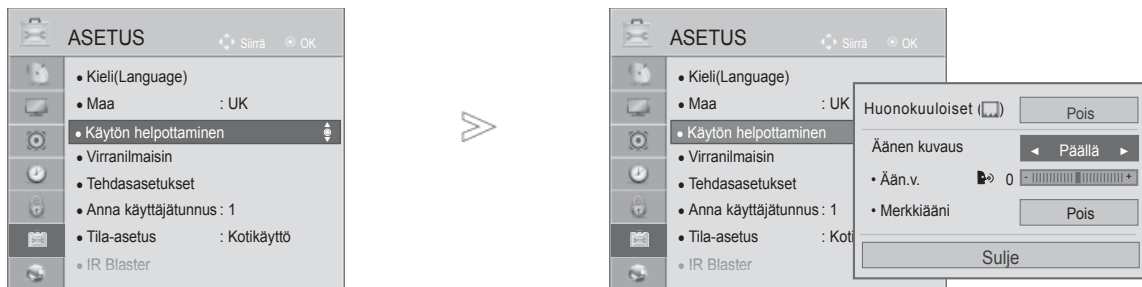 ASETUS
Siirrä OK
• Kieli(Language)
• Maa : UK
• Käytön helpottaminen
• Virranilmaisin
• Tehdasasetukset
• Anna käyttäjätunnus : 1
• Tila-asetus : Kotikäyttö
• IR Blaster
ASETUS
Siirrä OK
• Kieli(Language)
• Maa : UK
• Käytön helpottaminen
• Virranilmaisin
• Tehdasasetukset
• Anna käyttäjätunnus : 1
• Tila-asetus : Koti
• IR Blaster
Huonokuuloiset ( ) Pois
Äänen kuvaus ◄ Päällä ►
• Ään.v. 0 - +
• Merkkiääni Pois
Sulje